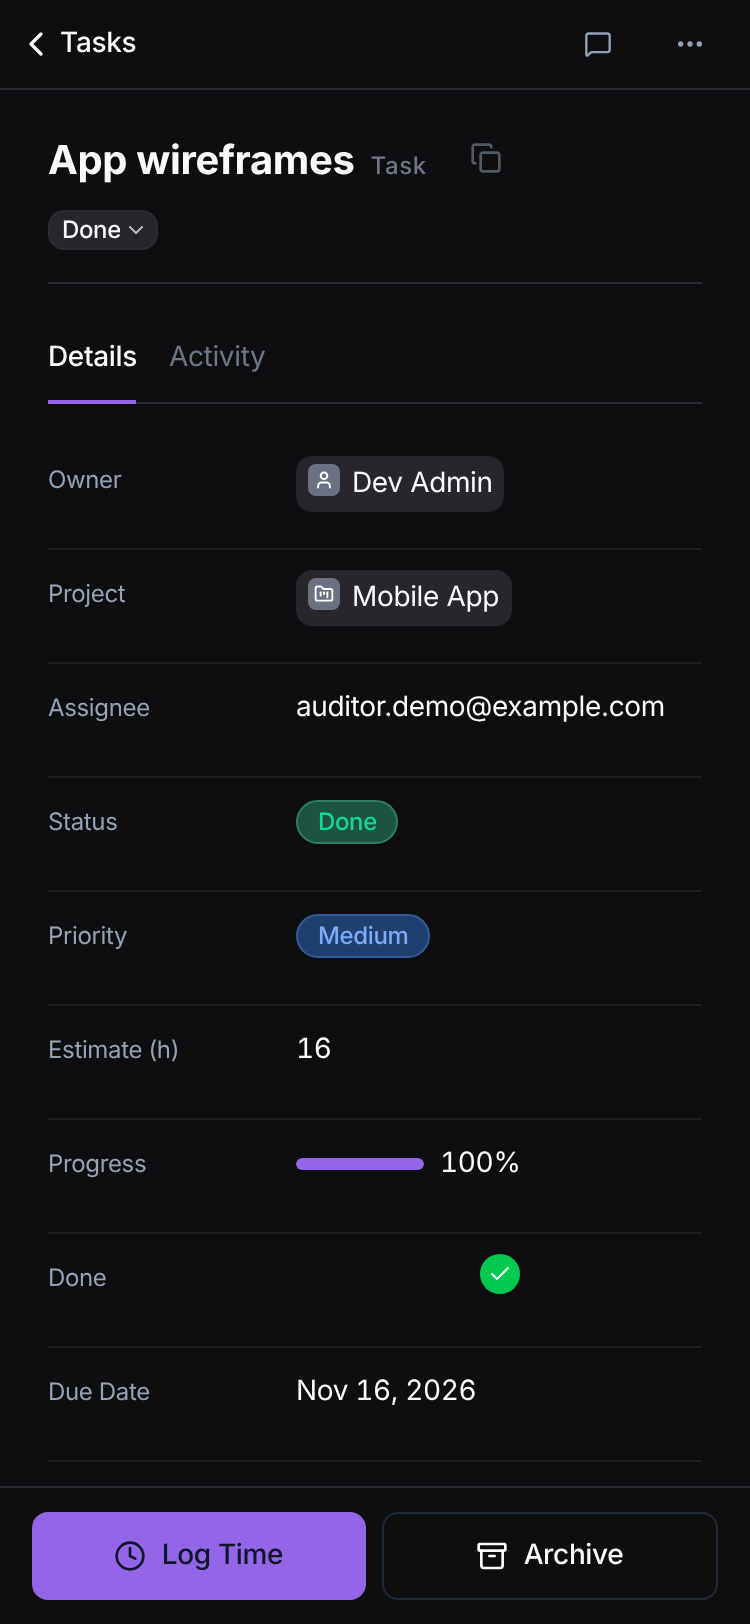 Tasks
App wireframes Task
Done
Details Activity
Owner Dev Admin
Project Mobile App
Assignee auditor.demo@example.com
Status Done
Priority Medium
Estimate (h) 16
Progress 100%
Done
Due Date Nov 16, 2026
Log Time Archive